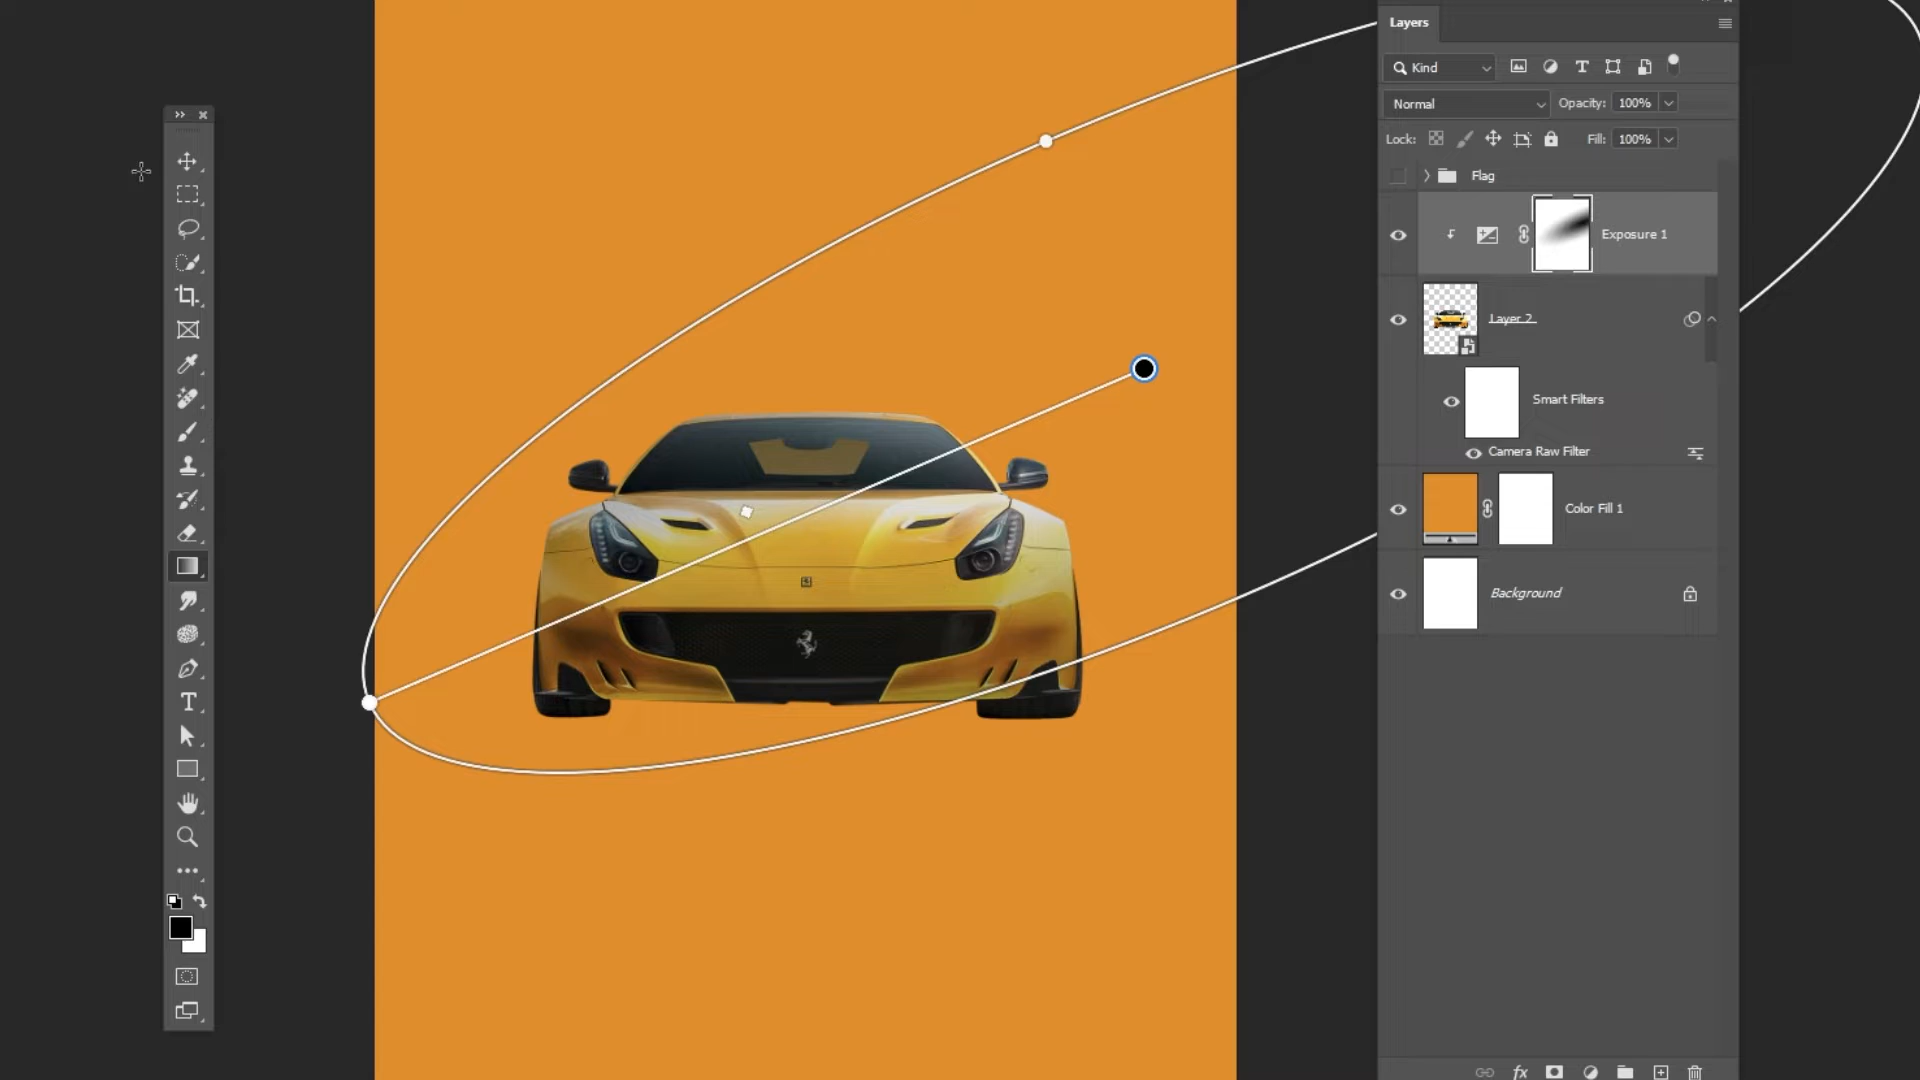 Layers
Kind
Normal
Opacity: 100%
Lock:
Fill: 100%
Flag
Exposure 1
Layer 2
Smart Filters
Camera Raw Filter
Color Fill 1
Background
fx